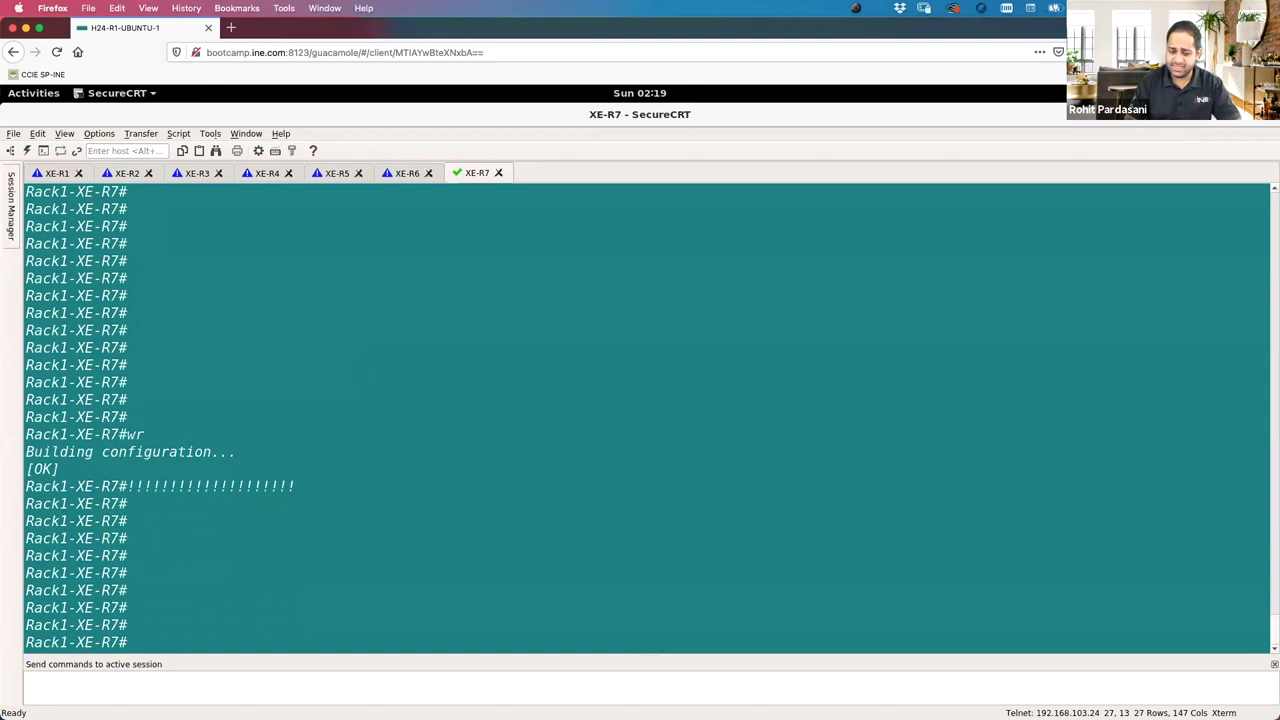 Firefox File Edit View History Bookmarks Tools Window Help
H24-R1-UBUNTU-1
bootcamp.ine.com:8123/guacamole/#/client/MTIAYwBteXNxbA==
CCIE SP-INE
Activities SecureCRT Sun 02:19
XE-R7 - SecureCRT
File Edit View Options Transfer Script Tools Window Help
Enter host <Alt+...
XE-R1 XE-R2 XE-R3 XE-R4 XE-R5 XE-R6 XE-R7
Session Manager
Rack1-XE-R7#
Rack1-XE-R7#
Rack1-XE-R7#
Rack1-XE-R7#
Rack1-XE-R7#
Rack1-XE-R7#
Rack1-XE-R7#
Rack1-XE-R7#
Rack1-XE-R7#
Rack1-XE-R7#
Rack1-XE-R7#
Rack1-XE-R7#
Rack1-XE-R7#
Rack1-XE-R7#
Rack1-XE-R7#wr
Building configuration...
[OK]
Rack1-XE-R7#!!!!!!!!!!!!!!!!!!!!
Rack1-XE-R7#
Rack1-XE-R7#
Rack1-XE-R7#
Rack1-XE-R7#
Rack1-XE-R7#
Rack1-XE-R7#
Rack1-XE-R7#
Rack1-XE-R7#
Rack1-XE-R7#
Send commands to active session
Ready Telnet: 192.168.103.24 27, 13 27 Rows, 147 Cols Xterm
Rohit Pardasani
INE